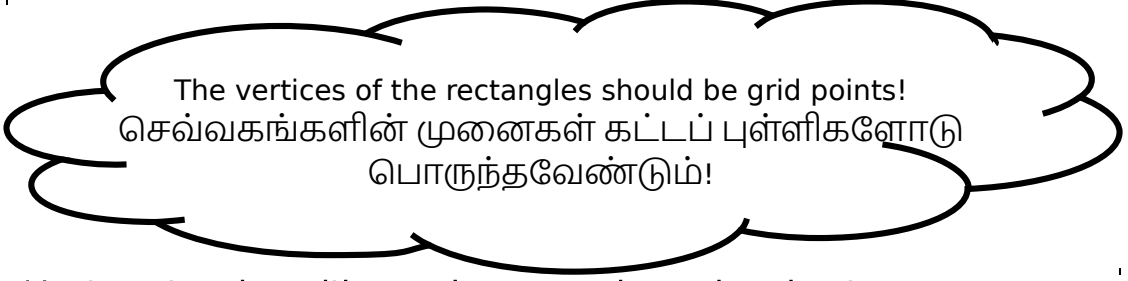 The vertices of the rectangles should be grid points!
செவ்வகங்களின் முனைகள் கட்டப் புள்ளிகளோடு
பொருந்தவேண்டும்!